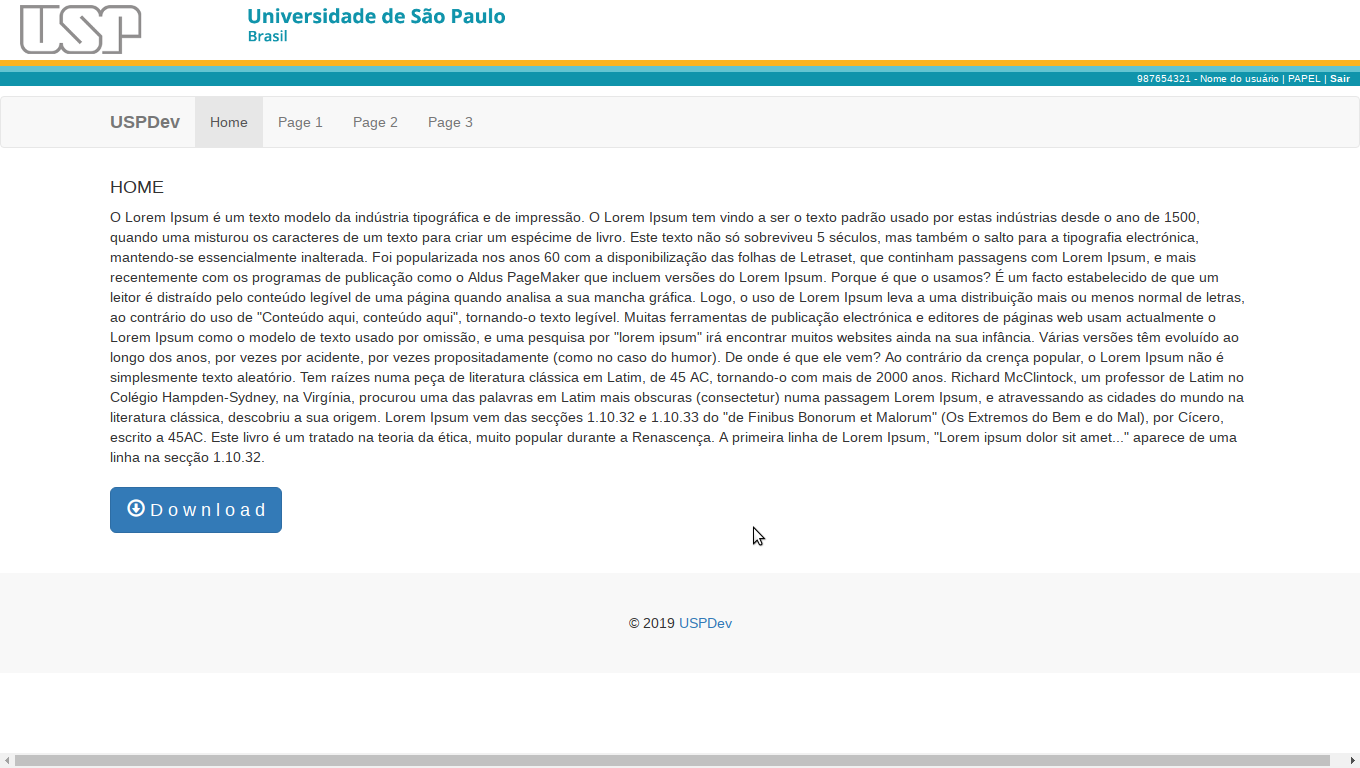 USP
Universidade de São Paulo
Brasil
987654321 - Nome do usuário | PAPEL | Sair
USPDev Home Page 1 Page 2 Page 3
HOME
O Lorem Ipsum é um texto modelo da indústria tipográfica e de impressão. O Lorem Ipsum tem vindo a ser o texto padrão usado por estas indústrias desde o ano de 1500,
quando uma misturou os caracteres de um texto para criar um espécime de livro. Este texto não só sobreviveu 5 séculos, mas também o salto para a tipografia electrónica,
mantendo-se essencialmente inalterada. Foi popularizada nos anos 60 com a disponibilização das folhas de Letraset, que continham passagens com Lorem Ipsum, e mais
recentemente com os programas de publicação como o Aldus PageMaker que incluem versões do Lorem Ipsum. Porque é que o usamos? É um facto estabelecido de que um
leitor é distraído pelo conteúdo legível de uma página quando analisa a sua mancha gráfica. Logo, o uso de Lorem Ipsum leva a uma distribuição mais ou menos normal de letras,
ao contrário do uso de "Conteúdo aqui, conteúdo aqui", tornando-o texto legível. Muitas ferramentas de publicação electrónica e editores de páginas web usam actualmente o
Lorem Ipsum como o modelo de texto usado por omissão, e uma pesquisa por "lorem ipsum" irá encontrar muitos websites ainda na sua infância. Várias versões têm evoluído ao
longo dos anos, por vezes por acidente, por vezes propositadamente (como no caso do humor). De onde é que ele vem? Ao contrário da crença popular, o Lorem Ipsum não é
simplesmente texto aleatório. Tem raízes numa peça de literatura clássica em Latim, de 45 AC, tornando-o com mais de 2000 anos. Richard McClintock, um professor de Latim no
Colégio Hampden-Sydney, na Virgínia, procurou uma das palavras em Latim mais obscuras (consectetur) numa passagem Lorem Ipsum, e atravessando as cidades do mundo na
literatura clássica, descobriu a sua origem. Lorem Ipsum vem das secções 1.10.32 e 1.10.33 do "de Finibus Bonorum et Malorum" (Os Extremos do Bem e do Mal), por Cícero,
escrito a 45AC. Este livro é um tratado na teoria da ética, muito popular durante a Renascença. A primeira linha de Lorem Ipsum, "Lorem ipsum dolor sit amet..." aparece de uma
linha na secção 1.10.32.
Download
© 2019 USPDev